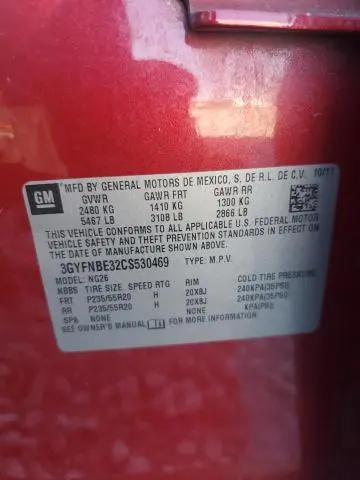 GM
MFD BY GENERAL MOTORS DE MEXICO, S. DE R.L. DE C.V. 10/11
GVWR GAWR FRT GAWR RR
2480 KG 1410 KG 1300 KG
5467 LB 3108 LB 2866 LB
THIS VEHICLE CONFORMS TO ALL APPLICABLE U.S. FEDERAL MOTOR
VEHICLE SAFETY AND THEFT PREVENTION STANDARDS IN EFFECT ON
THE DATE OF MANUFACTURE SHOWN ABOVE.
3GYFNBE32CS530469 TYPE: M.P.V.
NG26
NBBS TIRE SIZE SPEED RTG RIM COLD TIRE PRESSURE
FRT P235/55R20 H 20X8J 240KPA(35PSI)
RR P235/55R20 H 20X8J 240KPA(35PSI)
SPA NONE NONE KPA(PSI)
SEE OWNER'S MANUAL FOR MORE INFORMATION.